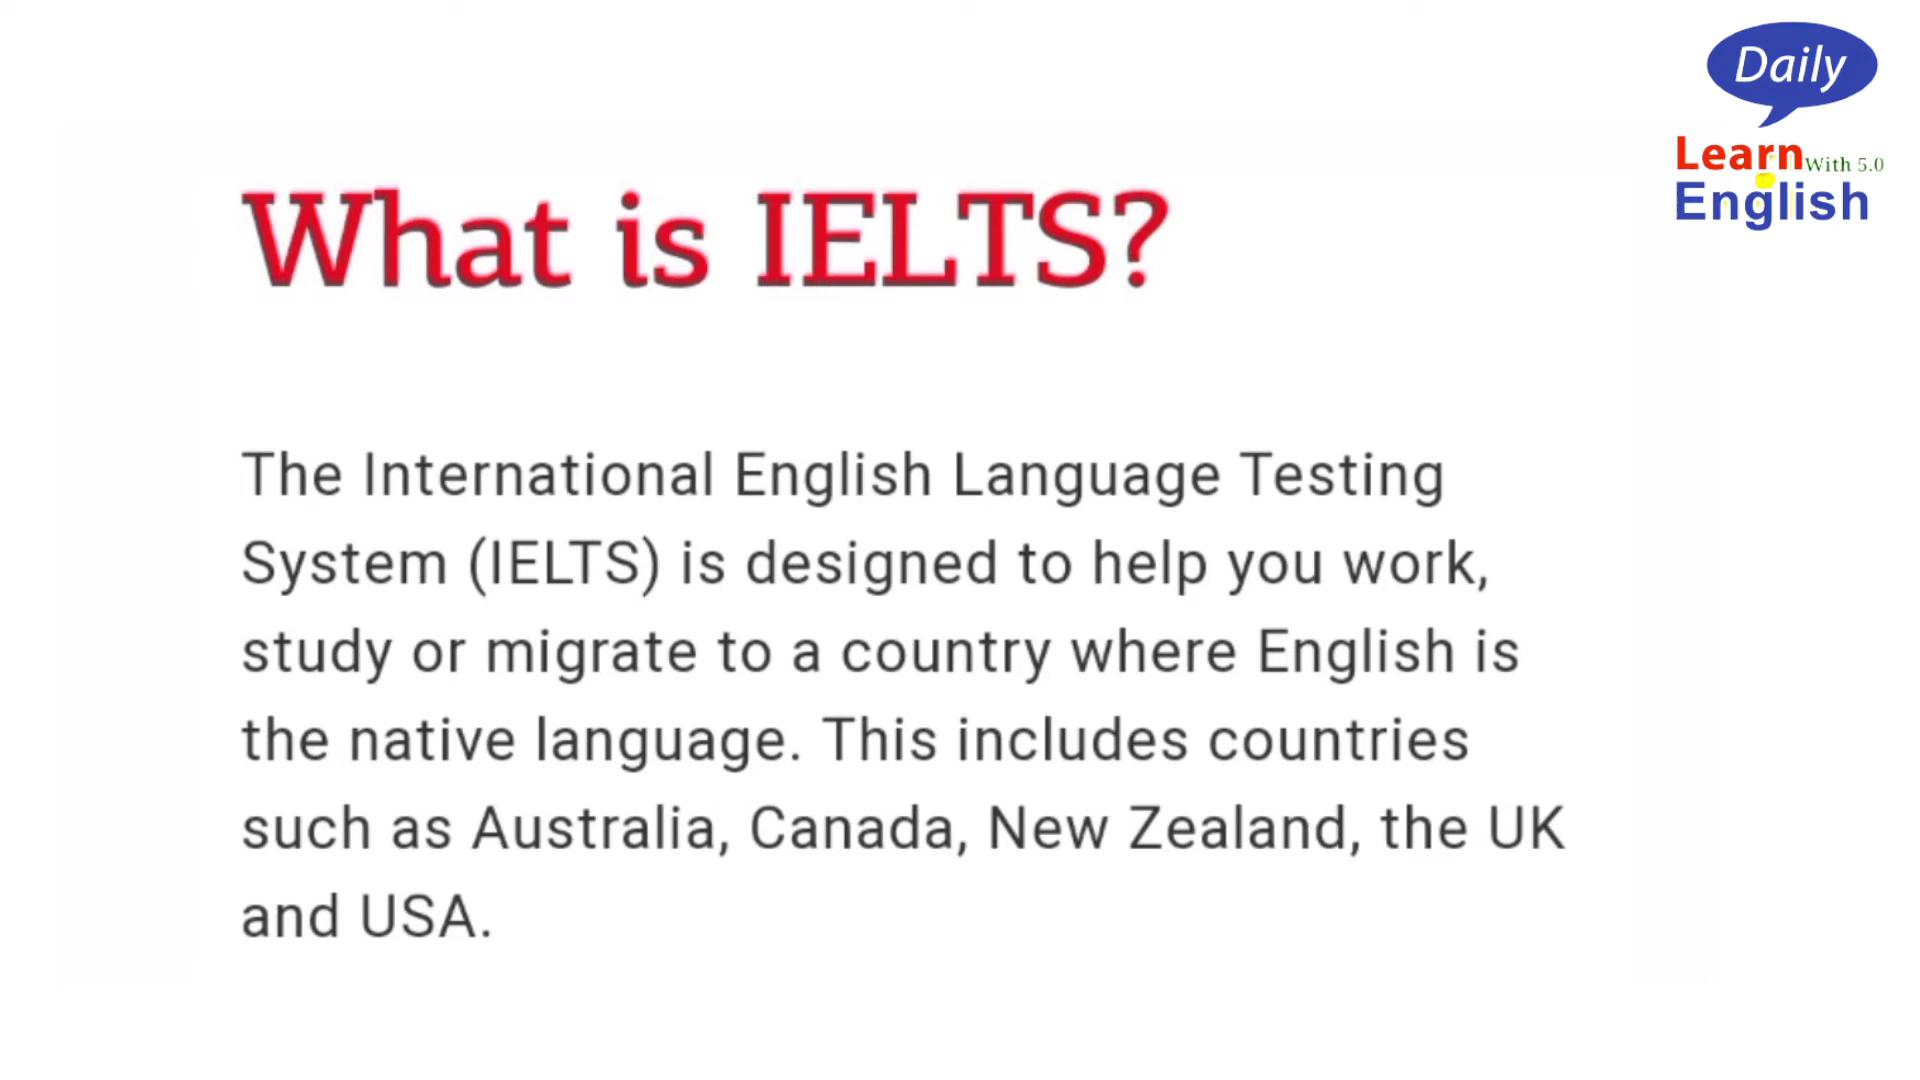 Daily
Learn With 5.0
English
What is IELTS?
The International English Language Testing
System (IELTS) is designed to help you work,
study or migrate to a country where English is
the native language. This includes countries
such as Australia, Canada, New Zealand, the UK
and USA.